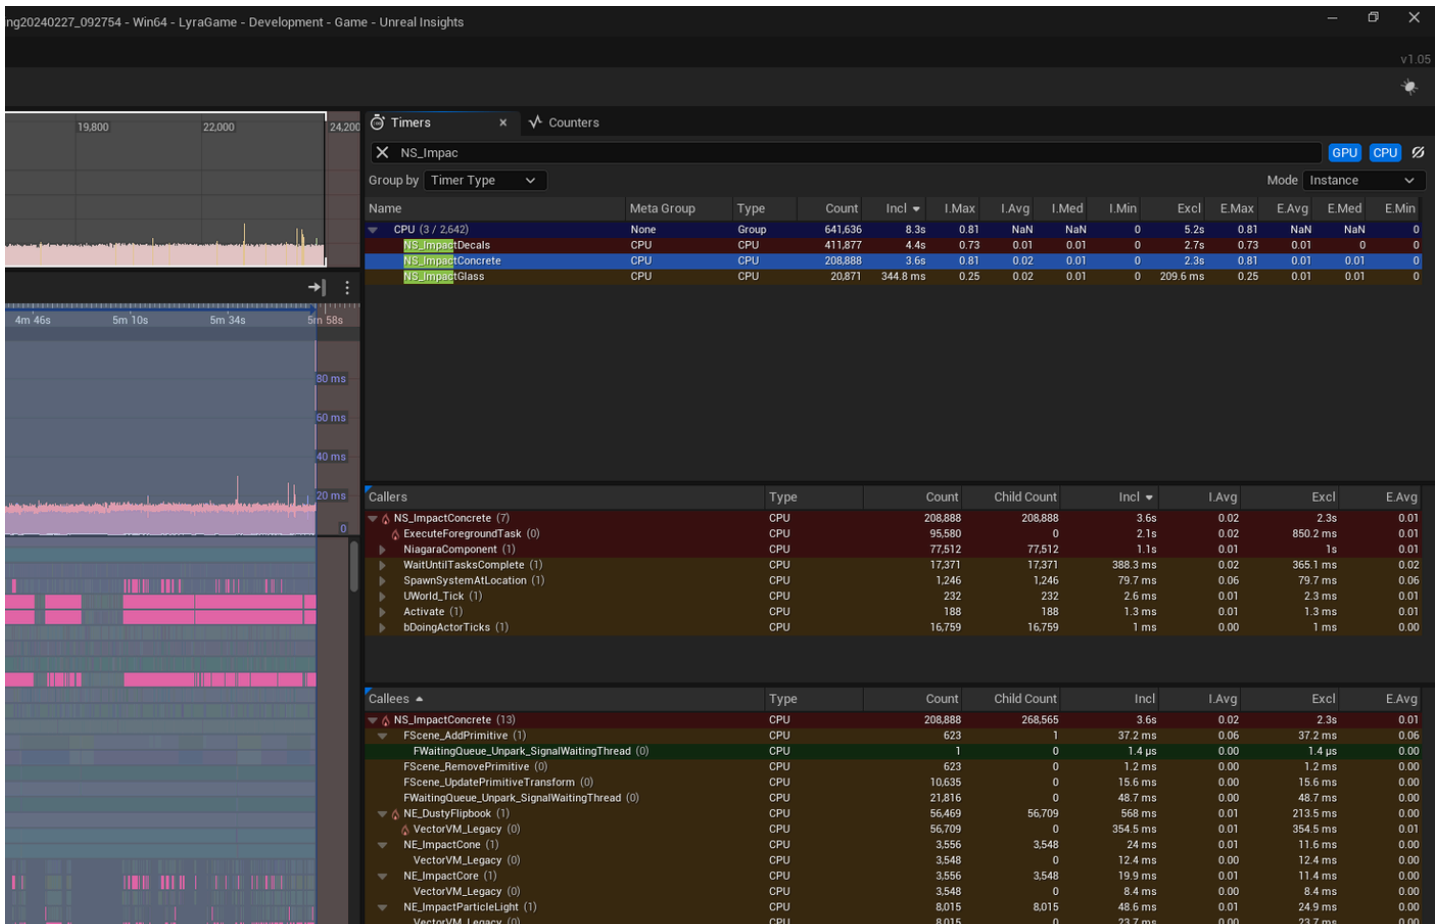 ng20240227_092754 - Win64 - LyraGame - Development - Game - Unreal Insights
v1.05
19,800 22,000 24,200
Timers Counters
NS_Impac GPU CPU
Group by Timer Type Mode Instance
Name Meta Group Type Count Incl I.Max I.Avg I.Med I.Min Excl E.Max E.Avg E.Med E.Min
CPU (3 / 2,642) None Group 641,636 8.3s 0.81 NaN NaN 0 5.2s 0.81 NaN NaN 0
NS_ImpactDecals CPU CPU 411,877 4.4s 0.73 0.01 0.01 0 2.7s 0.73 0.01 0 0
NS_ImpactConcrete CPU CPU 208,888 3.6s 0.81 0.02 0.01 0 2.3s 0.81 0.01 0.01 0
NS_ImpactGlass CPU CPU 20,871 344.8 ms 0.25 0.02 0.01 0 209.6 ms 0.25 0.01 0.01 0
4m 46s 5m 10s 5m 34s 5m 58s
80 ms
60 ms
40 ms
20 ms
0
Callers Type Count Child Count Incl I.Avg Excl E.Avg
NS_ImpactConcrete (7) CPU 208,888 208,888 3.6s 0.02 2.3s 0.01
ExecuteForegroundTask (0) CPU 95,580 0 2.1s 0.02 850.2 ms 0.01
NiagaraComponent (1) CPU 77,512 77,512 1.1s 0.01 1s 0.01
WaitUntilTasksComplete (1) CPU 17,371 17,371 388.3 ms 0.02 365.1 ms 0.02
SpawnSystemAtLocation (1) CPU 1,246 1,246 79.7 ms 0.06 79.7 ms 0.06
UWorld_Tick (1) CPU 232 232 2.6 ms 0.01 2.3 ms 0.01
Activate (1) CPU 188 188 1.3 ms 0.01 1.3 ms 0.01
bDoingActorTicks (1) CPU 16,759 16,759 1 ms 0.00 1 ms 0.00
Callees Type Count Child Count Incl I.Avg Excl E.Avg
NS_ImpactConcrete (13) CPU 208,888 268,565 3.6s 0.02 2.3s 0.01
FScene_AddPrimitive (1) CPU 623 1 37.2 ms 0.06 37.2 ms 0.06
FWaitingQueue_Unpark_SignalWaitingThread (0) CPU 1 0 1.4 µs 0.00 1.4 µs 0.00
FScene_RemovePrimitive (0) CPU 623 0 1.2 ms 0.00 1.2 ms 0.00
FScene_UpdatePrimitiveTransform (0) CPU 10,635 0 15.6 ms 0.00 15.6 ms 0.00
FWaitingQueue_Unpark_SignalWaitingThread (0) CPU 21,816 0 48.7 ms 0.00 48.7 ms 0.00
NE_DustyFlipbook (1) CPU 56,469 56,709 568 ms 0.01 213.5 ms 0.00
VectorVM_Legacy (0) CPU 56,709 0 354.5 ms 0.01 354.5 ms 0.01
NE_ImpactCone (1) CPU 3,556 3,548 24 ms 0.01 11.6 ms 0.00
VectorVM_Legacy (0) CPU 3,548 0 12.4 ms 0.00 12.4 ms 0.00
NE_ImpactCore (1) CPU 3,556 3,548 19.9 ms 0.01 11.4 ms 0.00
VectorVM_Legacy (0) CPU 3,548 0 8.4 ms 0.00 8.4 ms 0.00
NE_ImpactParticleLight (1) CPU 8,015 8,015 48.6 ms 0.01 24.9 ms 0.00
VectorVM_Legacy (0) CPU 8,015 0 23.7 ms 0.00 23.7 ms 0.00